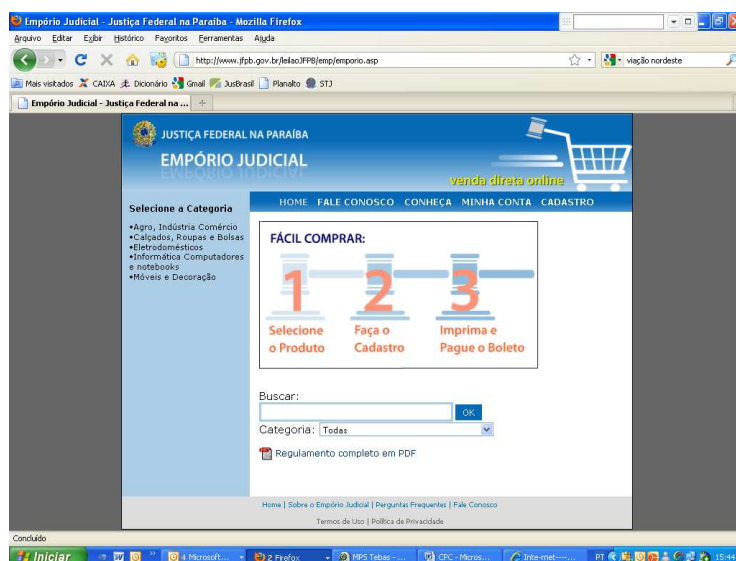 Empório Judicial - Justiça Federal na Paraíba - Mozilla Firefox
Arquivo Editar Exibir Histórico Favoritos Ferramentas Ajuda
http://www.jfpb.gov.br/leilaoJFPB/emp/emporio.asp
viação nordeste
Mais visitados CAIXA Dicionário Gmail JusBrasil Planalto STJ
Empório Judicial - Justiça Federal na ...
JUSTIÇA FEDERAL NA PARAÍBA
EMPÓRIO JUDICIAL
venda direta online
HOME FALE CONOSCO CONHEÇA MINHA CONTA CADASTRO
Selecione a Categoria
•Agro, Indústria Comércio
•Calçados, Roupas e Bolsas
•Eletrodomésticos
•Informática Computadores
e notebooks
•Móveis e Decoração
FÁCIL COMPRAR:
1 2 3
Selecione
o Produto
Faça o
Cadastro
Imprima e
Pague o Boleto
Buscar:
OK
Categoria: Todas
Regulamento completo em PDF
Home | Sobre o Empório Judicial | Perguntas Frequentes | Fale Conosco
Termos de Uso | Política de Privacidade
Concluído
Iniciar
4 Microsoft...
2 Firefox
MPS Tebas - ...
CPC - Micros...
PT
15:44